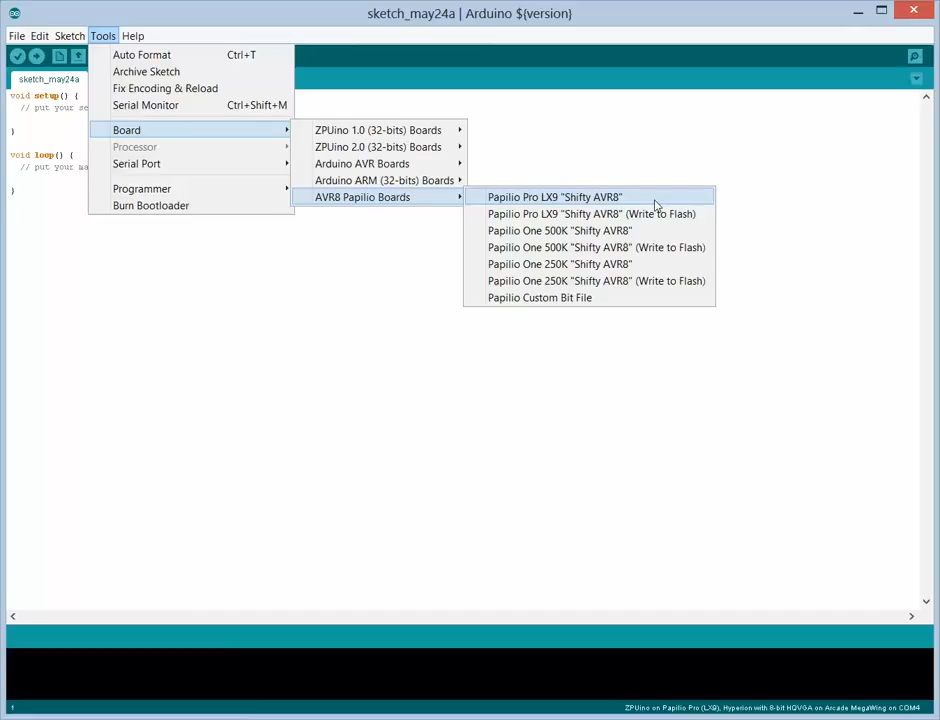 sketch_may24a | Arduino ${version}
File Edit Sketch Tools Help
sketch_may24a
void setup() {
// put your se
}
void loop() {
// put your ma
}
Auto Format Ctrl+T
Archive Sketch
Fix Encoding & Reload
Serial Monitor Ctrl+Shift+M
Board
Processor
Serial Port
Programmer
Burn Bootloader
ZPUino 1.0 (32-bits) Boards
ZPUino 2.0 (32-bits) Boards
Arduino AVR Boards
Arduino ARM (32-bits) Boards
AVR8 Papilio Boards
Papilio Pro LX9 "Shifty AVR8"
Papilio Pro LX9 "Shifty AVR8" (Write to Flash)
Papilio One 500K "Shifty AVR8"
Papilio One 500K "Shifty AVR8" (Write to Flash)
Papilio One 250K "Shifty AVR8"
Papilio One 250K "Shifty AVR8" (Write to Flash)
Papilio Custom Bit File
1 ZPUino on Papilio Pro (LX9), Hyperion with 8-bit HQVGA on Arcade MegaWing on COM4